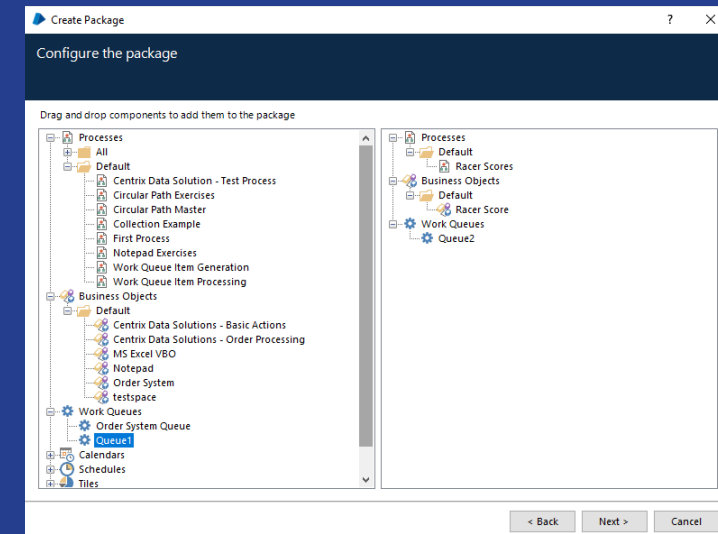 Create Package
?
Configure the package
Drag and drop components to add them to the package
Processes
All
Default
Centrix Data Solution - Test Process
Circular Path Exercises
Circular Path Master
Collection Example
First Process
Notepad Exercises
Work Queue Item Generation
Work Queue Item Processing
Business Objects
Default
Centrix Data Solutions - Basic Actions
Centrix Data Solutions - Order Processing
MS Excel VBO
Notepad
Order System
testspace
Work Queues
Order System Queue
Queue1
Calendars
Schedules
Tiles
Processes
Default
Racer Scores
Business Objects
Default
Racer Score
Work Queues
Queue2
< Back
Next >
Cancel